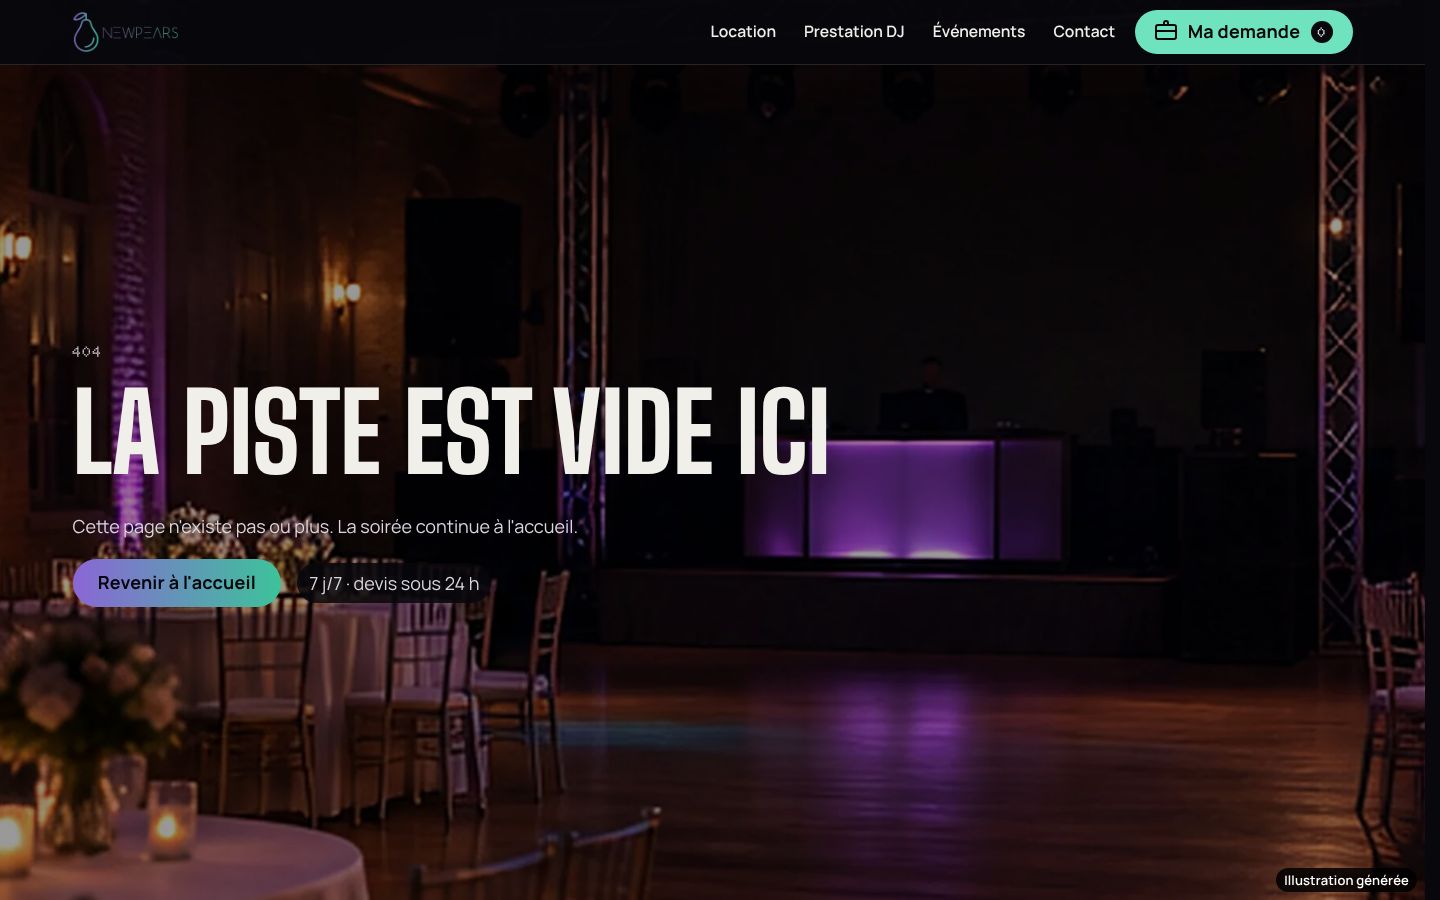 NEWPEARS
Location
Prestation DJ
Événements
Contact
Ma demande
0
404
LA PISTE EST VIDE ICI
Cette page n'existe pas ou plus. La soirée continue à l'accueil.
Revenir à l'accueil
7 j/7 · devis sous 24 h
Illustration générée